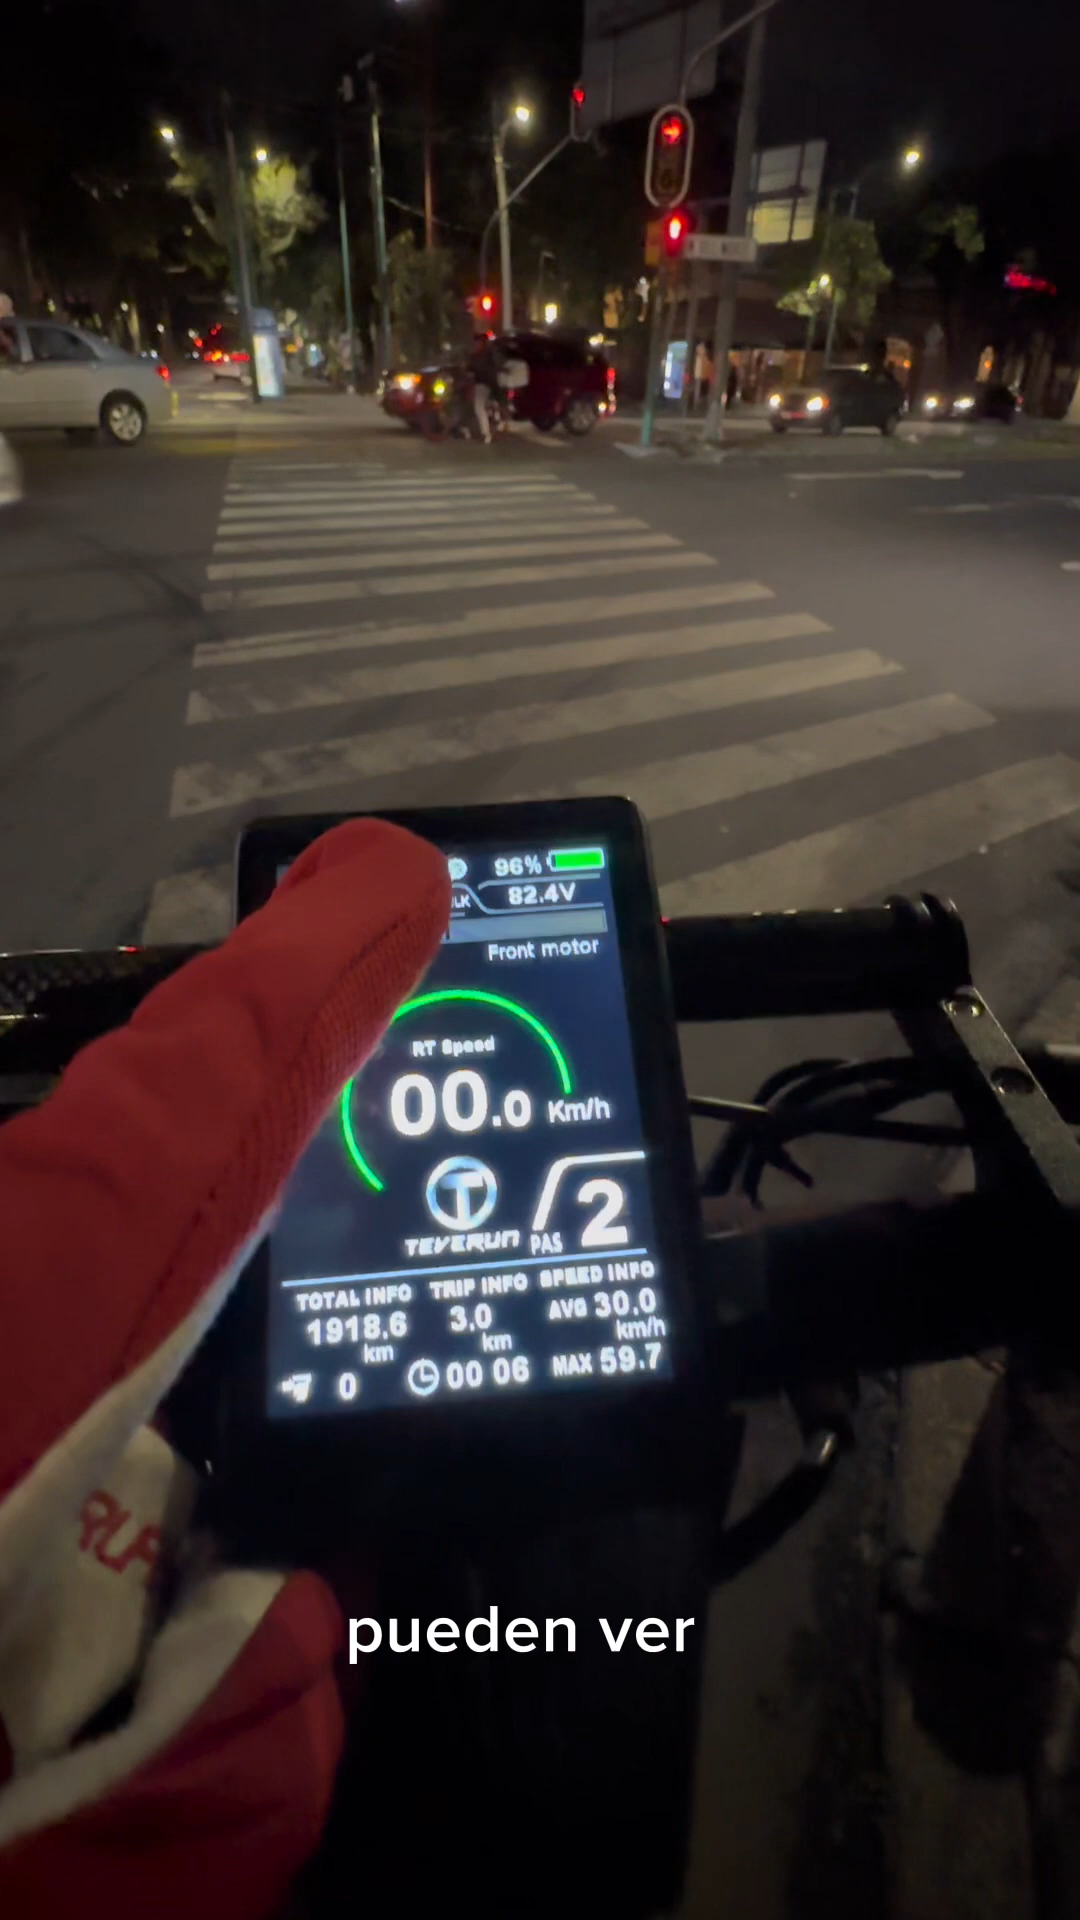 96%
82.4V
Front motor
RT Speed
00.0 Km/h
TEVERUN
PAS 2
TOTAL INFO
1918.6
km
TRIP INFO
3.0
km
SPEED INFO
AVG 30.0
km/h
0
00 06
MAX 59.7
pueden ver